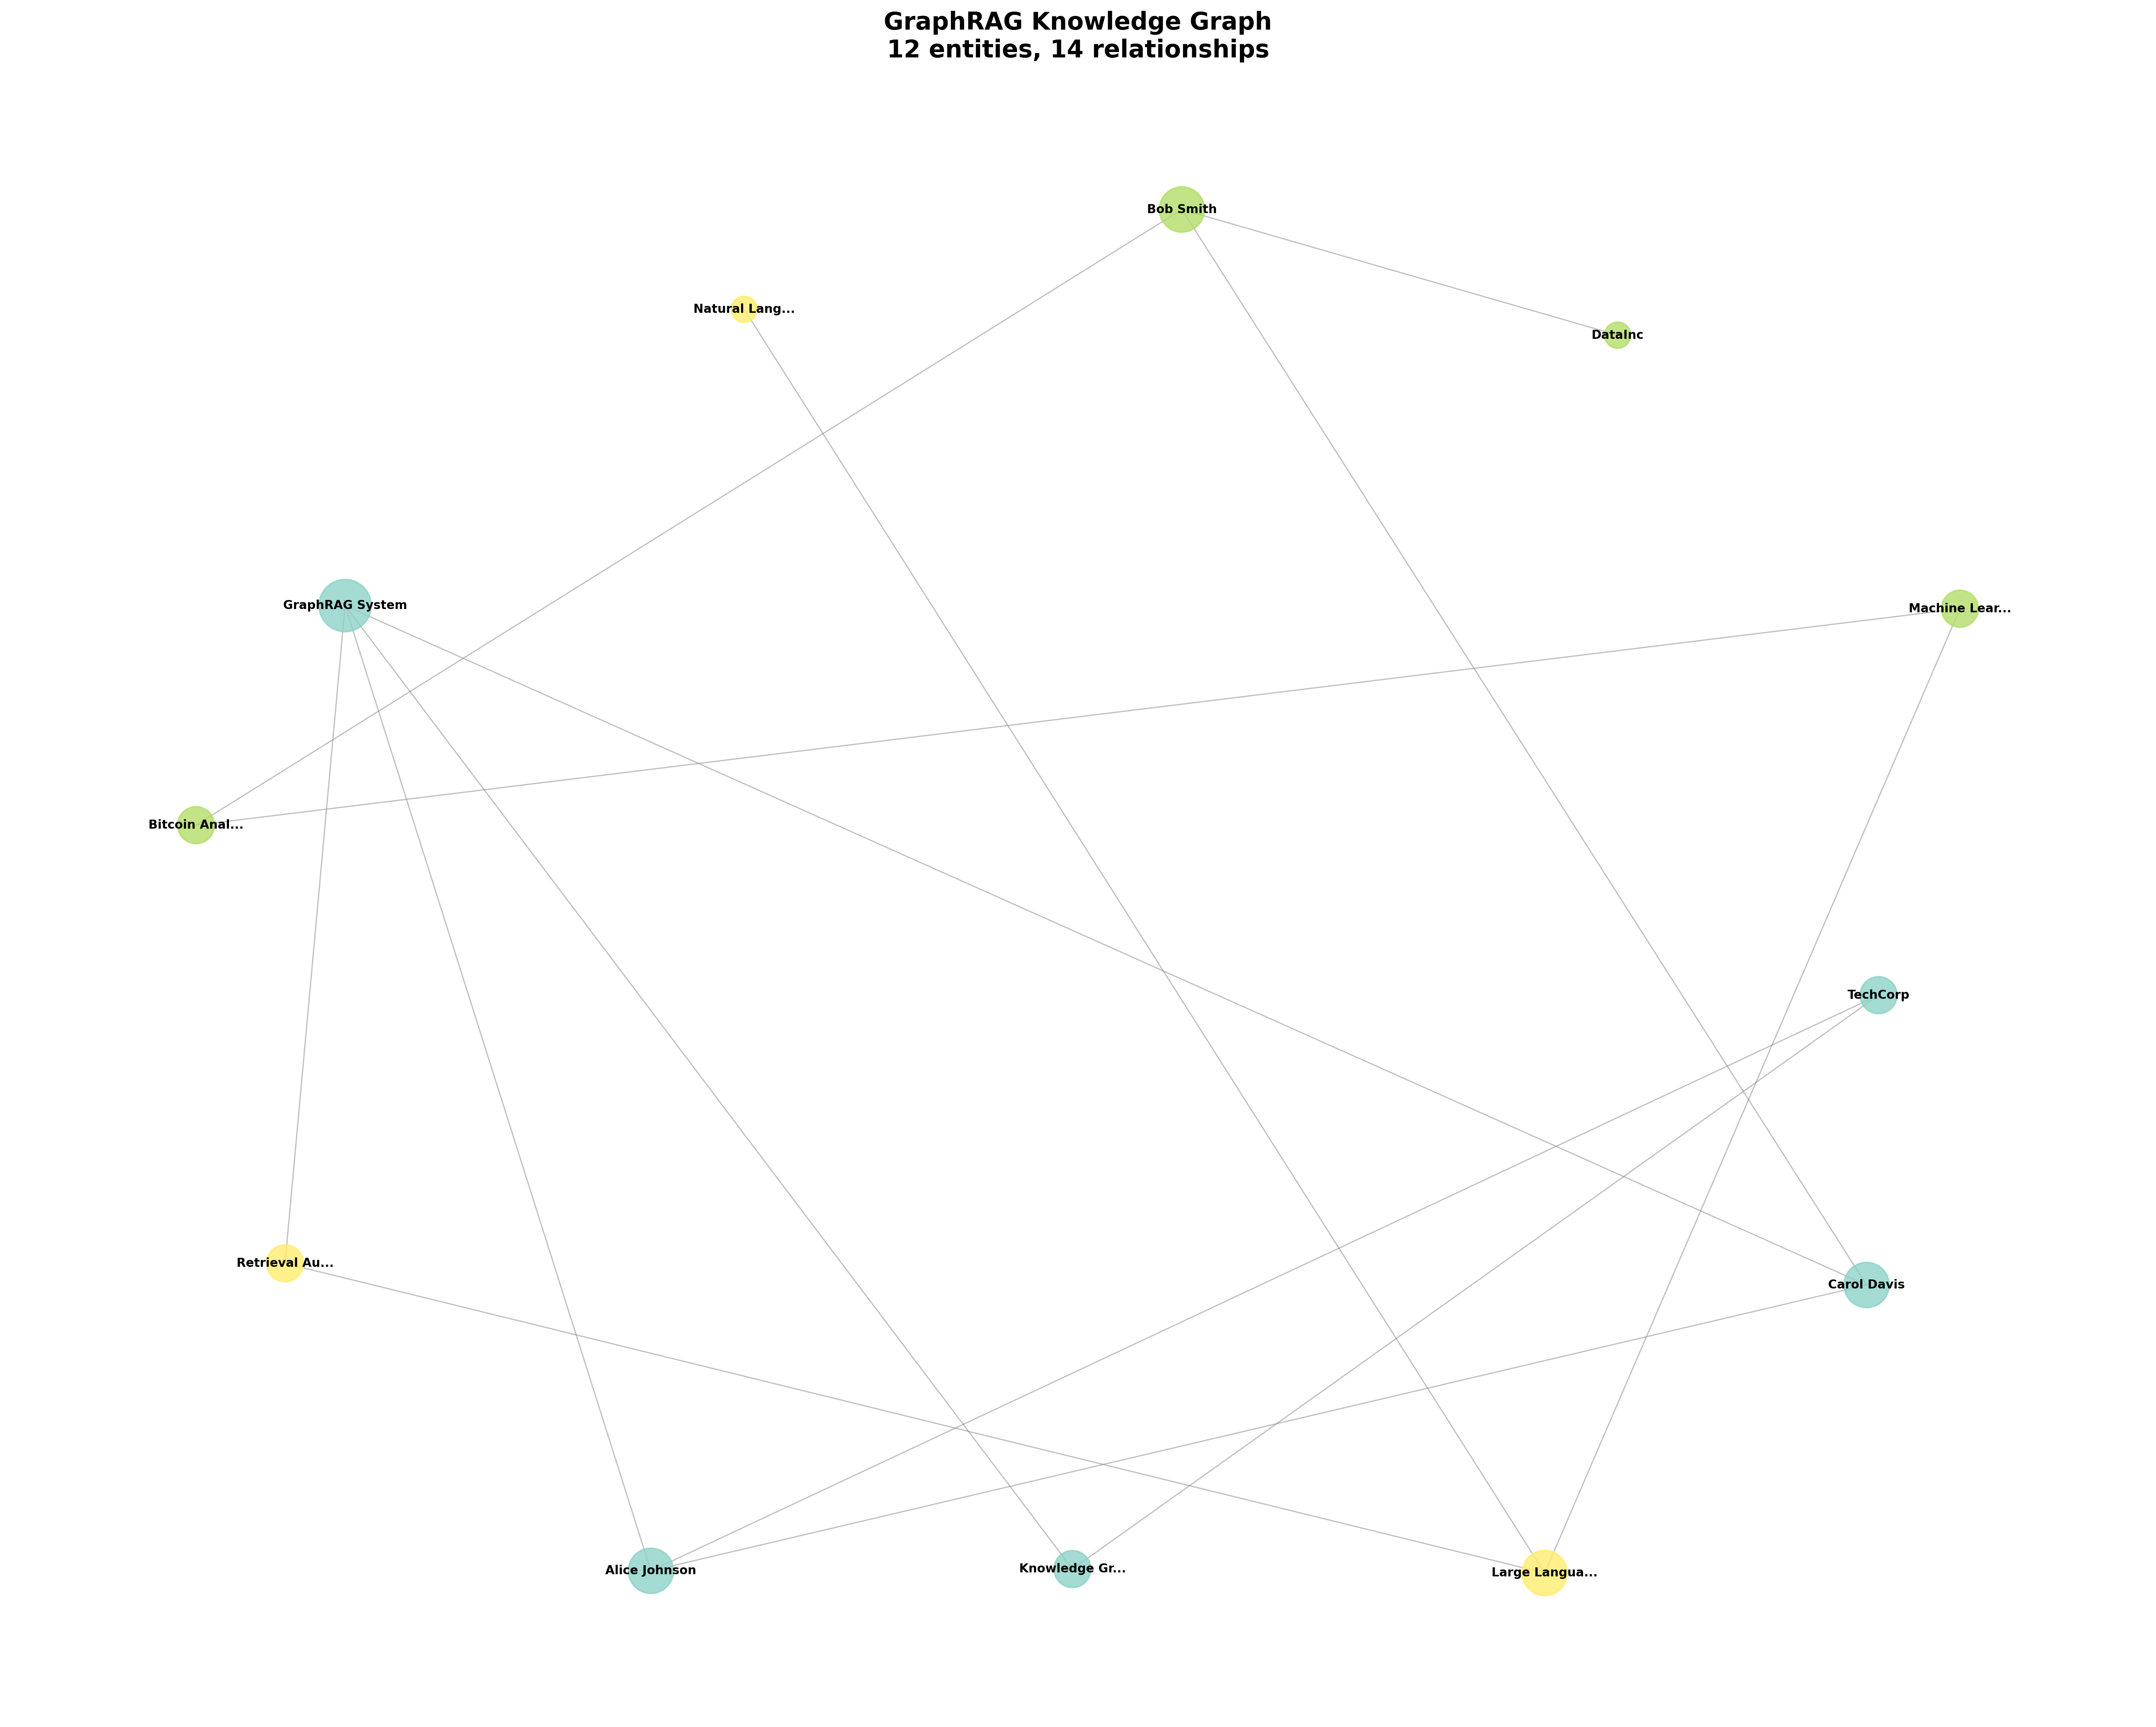 GraphRAG Knowledge Graph
12 entities, 14 relationships
Bob Smith
Natural Lang...
DataInc
GraphRAG System
Machine Lear...
Bitcoin Anal...
TechCorp
Retrieval Au...
Carol Davis
Alice Johnson
Knowledge Gr...
Large Langua...